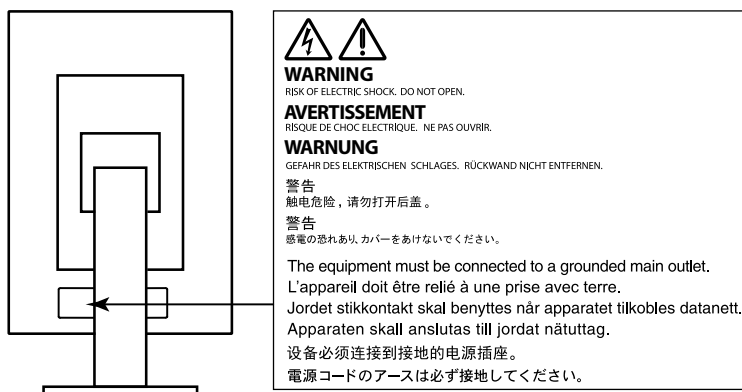 WARNING
RISK OF ELECTRIC SHOCK. DO NOT OPEN.
AVERTISSEMENT
RISQUE DE CHOC ELECTRIQUE. NE PAS OUVRIR.
WARNUNG
GEFAHR DES ELEKTRISCHEN SCHLAGES. RÜCKWAND NICHT ENTFERNEN.
警告
触电危险，请勿打开后盖。
警告
感電の恐れあり、カバーをあけないでください。
The equipment must be connected to a grounded main outlet.
L'appareil doit être relié à une prise avec terre.
Jordet stikkontakt skal benyttes når apparatet tilkobles datanett.
Apparaten skall anslutas till jordat nätuttag.
设备必须连接到接地的电源插座。
電源コードのアースは必ず接地してください。